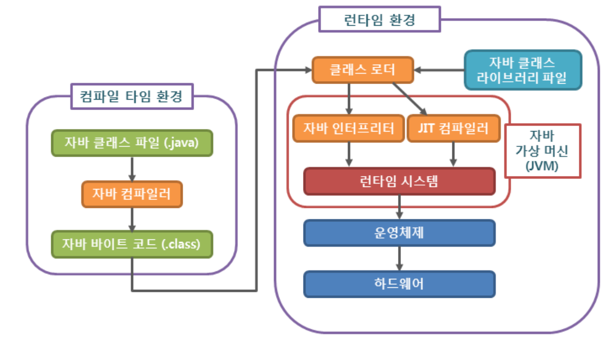 컴파일 타임 환경
자바 클래스 파일 (.java)
자바 컴파일러
자바 바이트 코드 (.class)
런타임 환경
클래스 로더
자바 클래스
라이브러리 파일
자바 인터프리터
JIT 컴파일러
자바
가상 머신
(JVM)
런타임 시스템
운영체제
하드웨어